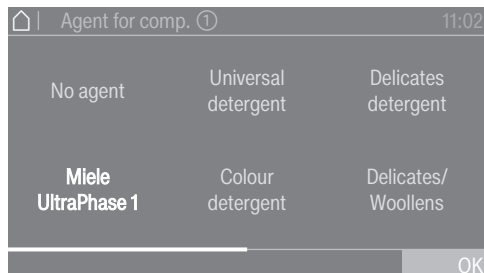 Agent for comp. ① 11:02
No agent
Universal
detergent
Delicates
detergent
Miele
UltraPhase 1
Colour
detergent
Delicates/
Woollens
OK